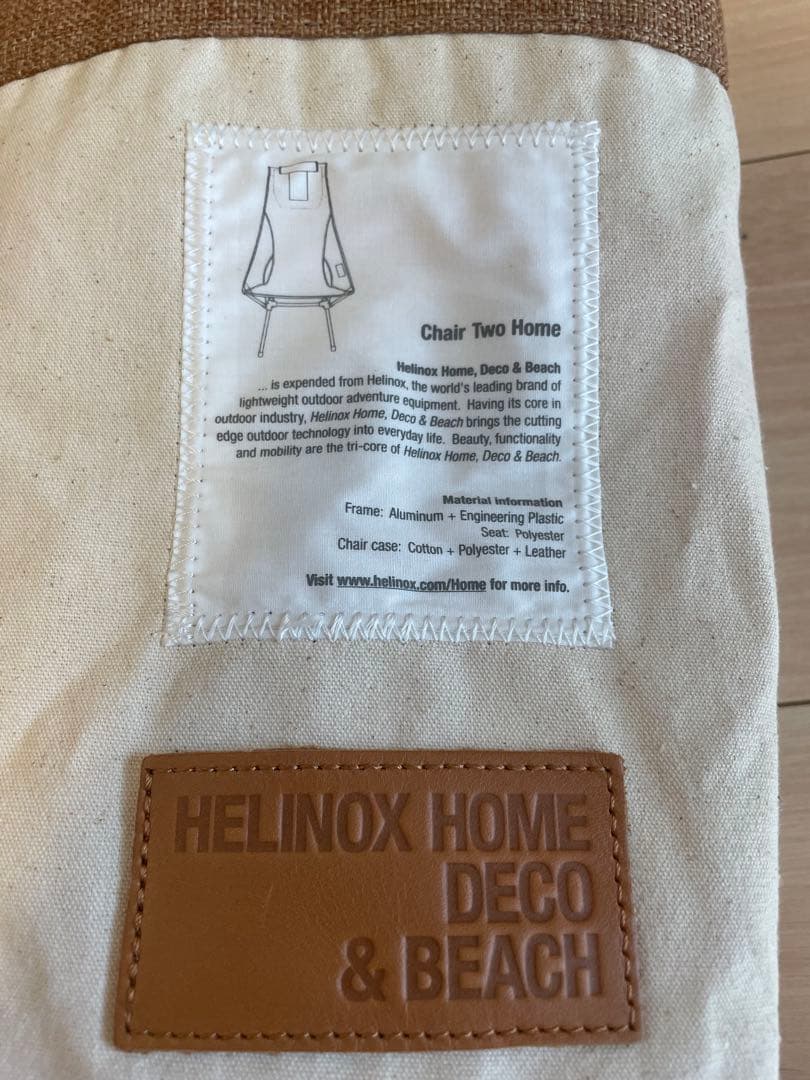 Chair Two Home
Helinox Home, Deco & Beach
... is expended from Helinox, the world's leading brand of
lightweight outdoor adventure equipment. Having its core in
outdoor industry, Helinox Home, Deco & Beach brings the cutting
edge outdoor technology into everyday life. Beauty, functionality
and mobility are the tri-core of Helinox Home, Deco & Beach.
Material information
Frame: Aluminum + Engineering Plastic
Seat: Polyester
Chair case: Cotton + Polyester + Leather
Visit www.helinox.com/Home for more info.
HELINOX HOME
DECO
& BEACH